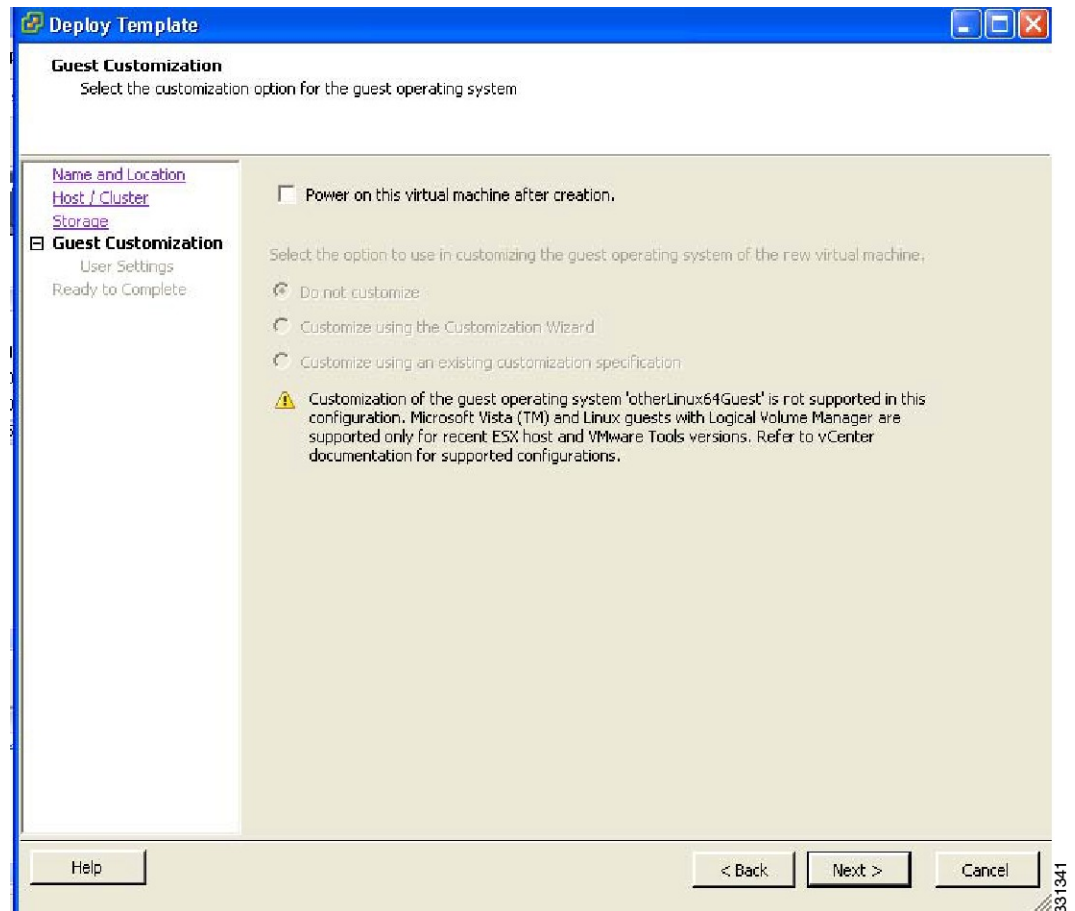 Deploy Template
Guest Customization
Select the customization option for the guest operating system
Name and Location
Host / Cluster
Storage
Guest Customization
User Settings
Ready to Complete
Power on this virtual machine after creation.
Select the option to use in customizing the guest operating system of the new virtual machine.
Do not customize
Customize using the Customization Wizard
Customize using an existing customization specification
Customization of the guest operating system 'otherLinux64Guest' is not supported in this
configuration. Microsoft Vista (TM) and Linux guests with Logical Volume Manager are
supported only for recent ESX host and VMware Tools versions. Refer to vCenter
documentation for supported configurations.
Help
< Back
Next >
Cancel
331341